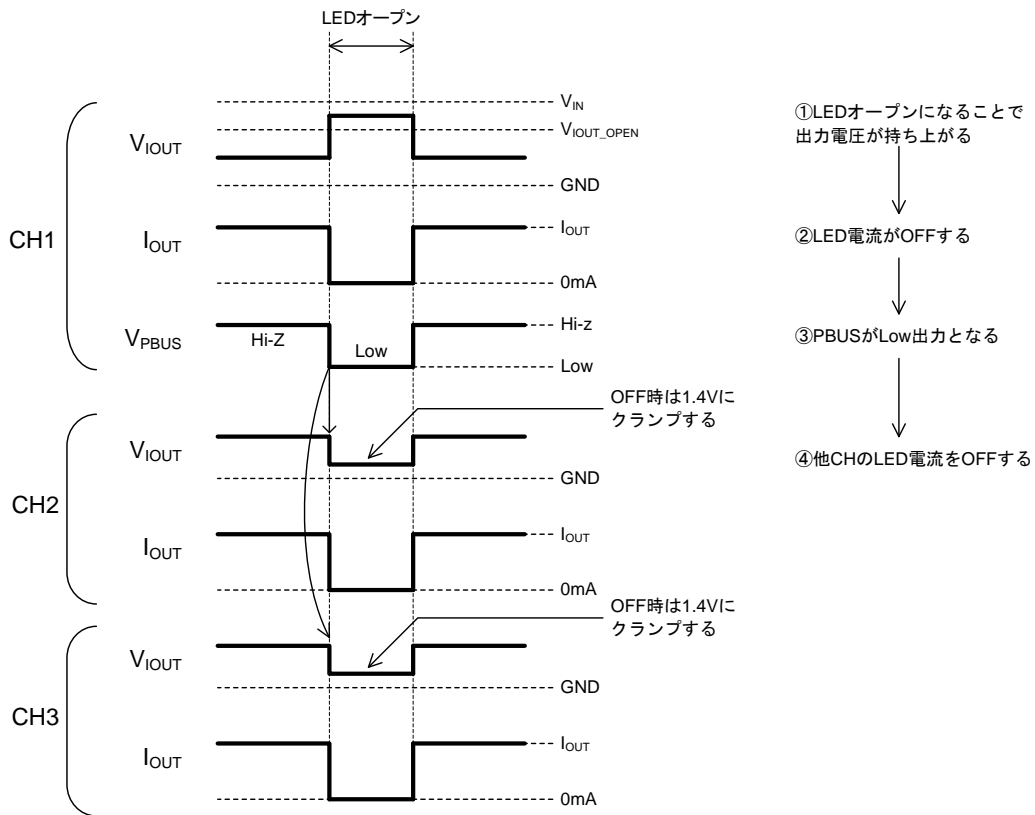 LEDオープン
CH1
VIOUT
VIN
VIOUT_OPEN
GND
IOUT
IOUT
0mA
VPBUS
Hi-Z
Low
Hi-z
Low
CH2
VIOUT
OFF時は1.4Vに
クランプする
GND
IOUT
IOUT
0mA
CH3
VIOUT
OFF時は1.4Vに
クランプする
GND
IOUT
IOUT
0mA
①LEDオープンになることで
出力電圧が持ち上がる
②LED電流がOFFする
③PBUSがLow出力となる
④他CHのLED電流をOFFする